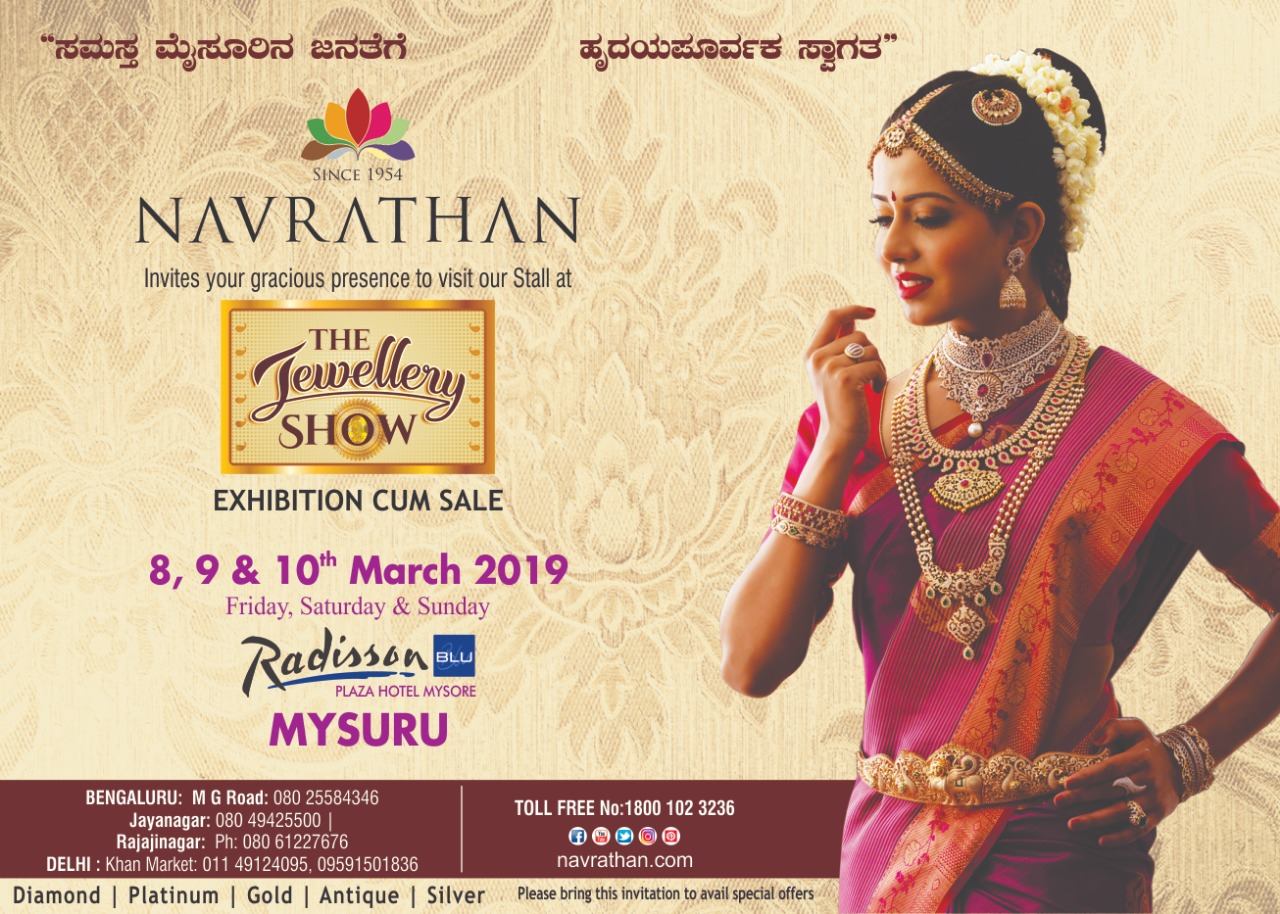 “ಸಮಸ್ತ ಮೈಸೂರಿನ ಜನತೆಗೆ ಹೃದಯಪೂರ್ವಕ ಸ್ವಾಗತ”
SINCE 1954
NAVRATHAN
Invites your gracious presence to visit our Stall at
THE
Jewellery
SHOW
EXHIBITION CUM SALE
8, 9 & 10th March 2019
Friday, Saturday & Sunday
Radisson BLU
PLAZA HOTEL MYSORE
MYSURU
BENGALURU: M G Road: 080 25584346
Jayanagar: 080 49425500 |
Rajajinagar: Ph: 080 61227676
DELHI : Khan Market: 011 49124095, 09591501836
TOLL FREE No:1800 102 3236
navrathan.com
Diamond | Platinum | Gold | Antique | Silver
Please bring this invitation to avail special offers